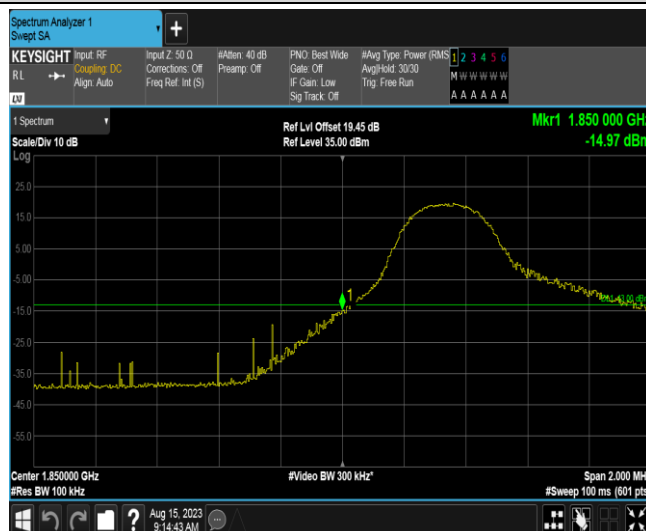 Spectrum Analyzer 1
Swept SA
KEYSIGHT
RL
Input: RF
Coupling: DC
Align: Auto
Input Z: 50 Ω
Corrections: Off
Freq Ref: Int (S)
#Atten: 40 dB
Preamp: Off
PNO: Best Wide
Gate: Off
IF Gain: Low
Sig Track: Off
#Avg Type: Power (RMS
Avg|Hold: 30/30
Trig: Free Run
1 2 3 4 5 6
M W W W W W
A A A A A A
LXI
1 Spectrum
Scale/Div 10 dB
Log
Ref Lvl Offset 19.45 dB
Ref Level 35.00 dBm
Mkr1 1.850 000 GHz
-14.97 dBm
25.0
15.0
5.00
-5.00
-15.0
-25.0
-35.0
-45.0
-55.0
1
Center 1.850000 GHz
#Res BW 100 kHz
#Video BW 300 kHz*
Span 2.000 MH
#Sweep 100 ms (601 pts
?
Aug 15, 2023
9:14:43 AM